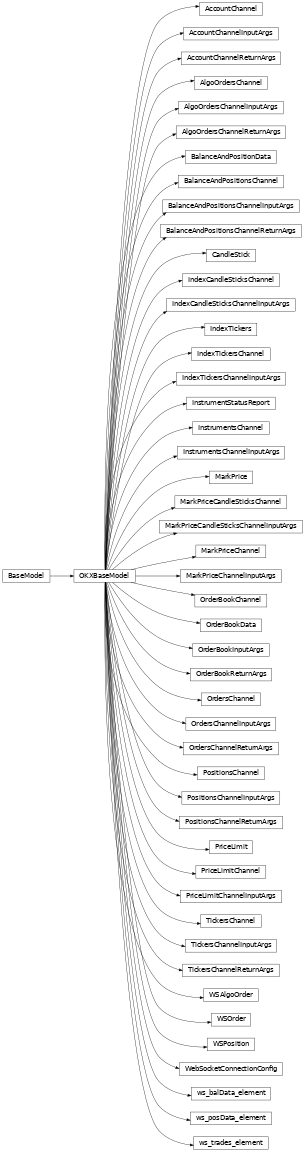 AccountChannel
AccountChannelInputArgs
AccountChannelReturnArgs
AlgoOrdersChannel
AlgoOrdersChannelInputArgs
AlgoOrdersChannelReturnArgs
BalanceAndPositionData
BalanceAndPositionsChannel
BalanceAndPositionsChannelInputArgs
BalanceAndPositionsChannelReturnArgs
CandleStick
IndexCandleSticksChannel
IndexCandleSticksChannelInputArgs
IndexTickers
IndexTickersChannel
IndexTickersChannelInputArgs
InstrumentStatusReport
InstrumentsChannel
InstrumentsChannelInputArgs
MarkPrice
MarkPriceCandleSticksChannel
MarkPriceCandleSticksChannelInputArgs
MarkPriceChannel
BaseModel
OKXBaseModel
MarkPriceChannelInputArgs
OrderBookChannel
OrderBookData
OrderBookInputArgs
OrderBookReturnArgs
OrdersChannel
OrdersChannelInputArgs
OrdersChannelReturnArgs
PositionsChannel
PositionsChannelInputArgs
PositionsChannelReturnArgs
PriceLimit
PriceLimitChannel
PriceLimitChannelInputArgs
TickersChannel
TickersChannelInputArgs
TickersChannelReturnArgs
WSAlgoOrder
WSOrder
WSPosition
WebSocketConnectionConfig
ws_balData_element
ws_posData_element
ws_trades_element